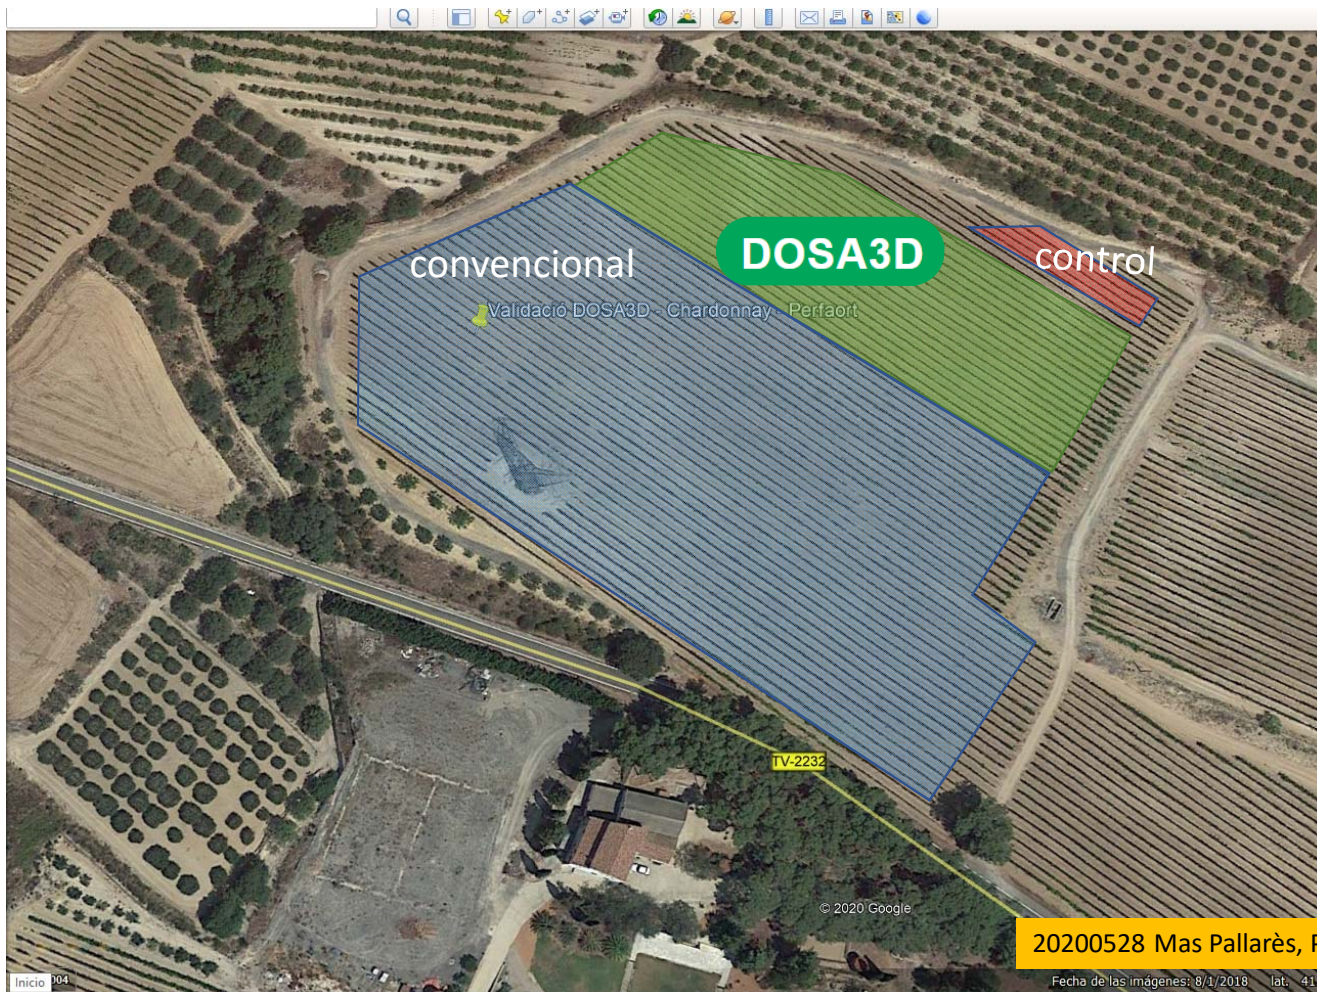 convencional
DOSA3D
control
Validació DOSA3D - Chardonnay - Perfaort
TV-2232
© 2020 Google
20200528 Mas Pallarès,
Inicio
Fecha de las imágenes: 8/1/2018 lat. 41